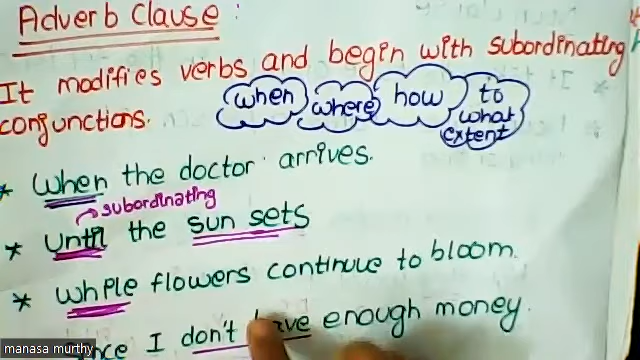 Adverb Clause :
It modifies verbs and begin with subordinating
conjunctions.
when where how to what extent
* When the doctor arrives.
subordinating
* Until the sun sets
* While flowers continue to bloom.
I don't have enough money.
manasa murthy